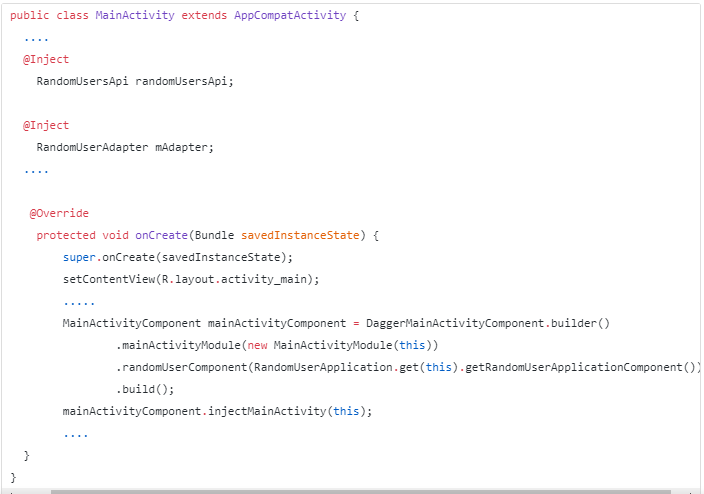 public class MainActivity extends AppCompatActivity {
....
@Inject
RandomUsersApi randomUsersApi;
@Inject
RandomUserAdapter mAdapter;
....
@Override
protected void onCreate(Bundle savedInstanceState) {
super.onCreate(savedInstanceState);
setContentView(R.layout.activity_main);
.....
MainActivityComponent mainActivityComponent = DaggerMainActivityComponent.builder()
.mainActivityModule(new MainActivityModule(this))
.randomUserComponent(RandomUserApplication.get(this).getRandomUserApplicationComponent())
.build();
mainActivityComponent.injectMainActivity(this);
....
}
}